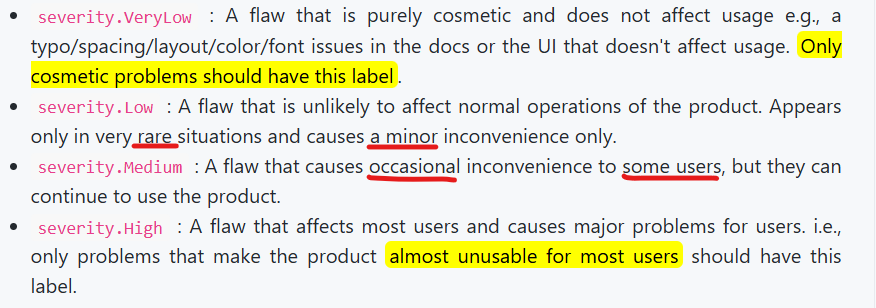 • severity.VeryLow : A flaw that is purely cosmetic and does not affect usage e.g., a
typo/spacing/layout/color/font issues in the docs or the UI that doesn't affect usage. Only
cosmetic problems should have this label.
• severity.Low : A flaw that is unlikely to affect normal operations of the product. Appears
only in very rare situations and causes a minor inconvenience only.
• severity.Medium : A flaw that causes occasional inconvenience to some users, but they can
continue to use the product.
• severity.High : A flaw that affects most users and causes major problems for users. i.e.,
only problems that make the product almost unusable for most users should have this
label.